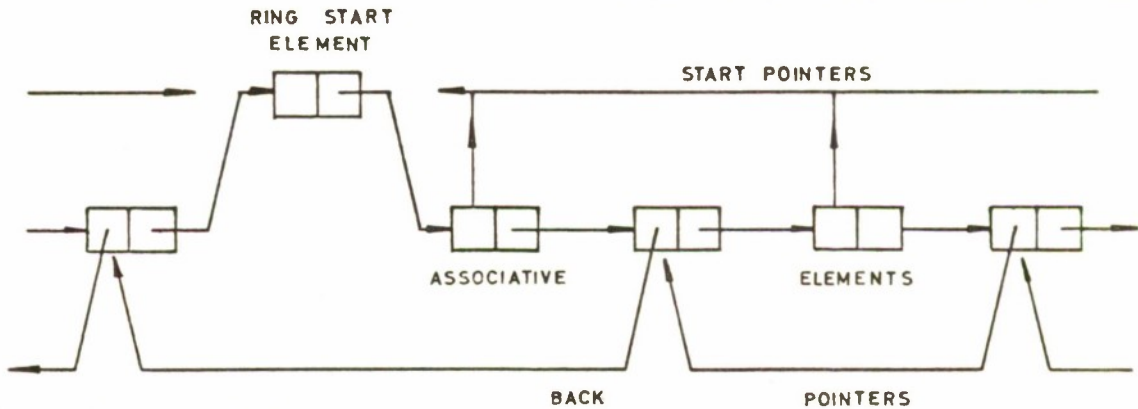 RING START
ELEMENT
START POINTERS
ASSOCIATIVE
ELEMENTS
BACK
POINTERS